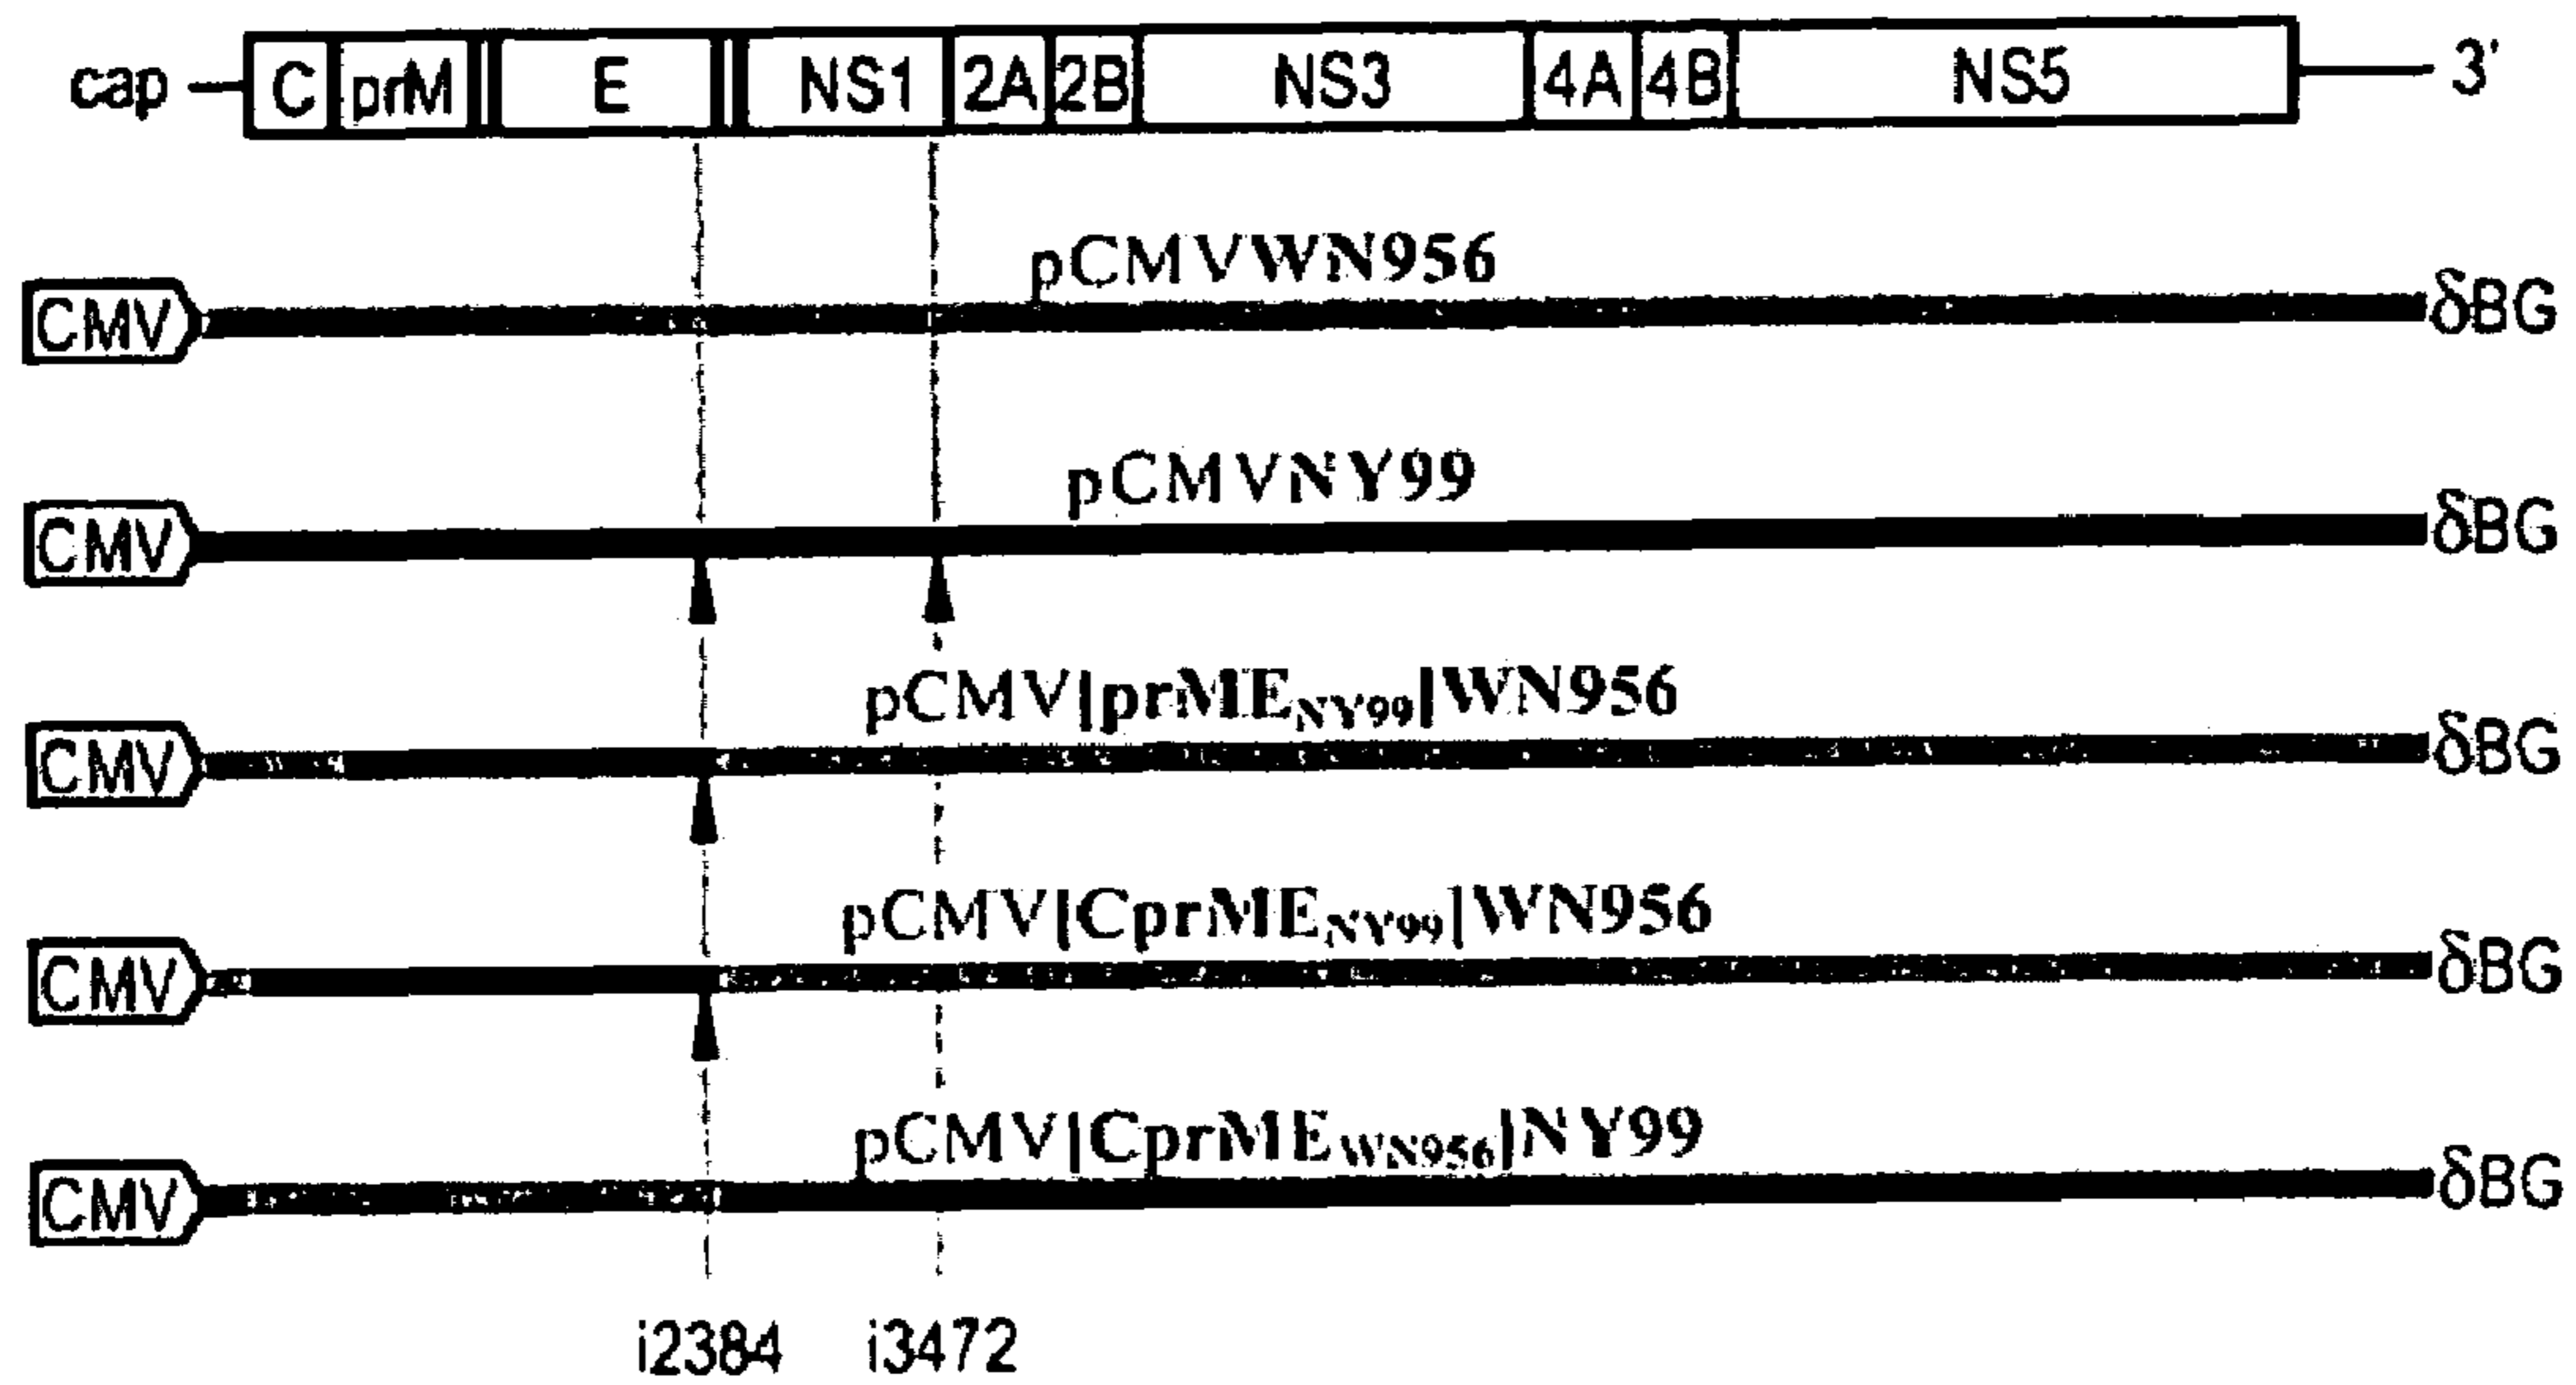 cap C prM E NS1 2A 2B NS3 4A 4B NS5 3'
pCMVWN956
CMV δBG
pCMVNY99
CMV δBG
pCMV|prME_NY99|WN956
CMV δBG
pCMV|CprME_NY99|WN956
CMV δBG
pCMV|CprME_WN956|NY99
CMV δBG
i2384 i3472